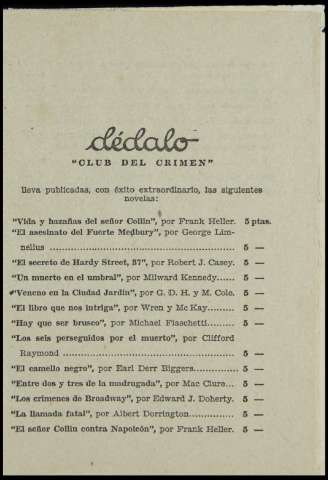 dédalo
"CLUB DEL CRIMEN"
lleva publicadas, con éxito extraordinario, las siguientes
novelas:
"Vida y hazañas del señor Collin", por Frank Heller. 5 ptas.
"El asesinato del Fuerte Medbury", por George Lim-
nelius ........ 5 —
"El secreto de Hardy Street, 37", por Robert J. Casey. 5 —
"Un muerto en el umbral", por Milward Kennedy...... 5 —
"Veneno en la Ciudad Jardín", por G. D. H. y M. Cole. 5 —
"El libro que nos intriga", por Wren y Mc Kay......... 5 —
"Hay que ser brusco", por Michael Fiaschetti...... 5 —
"Los seis perseguidos por el muerto", por Clifford
Raymond ........ 5 —
"El camello negro", por Earl Derr Biggers............... 5 —
"Entre dos y tres de la madrugada", por Mac Clure... 5 —
"Los crímenes de Broadway", por Edward J. Doherty. 5 —
"La llamada fatal", por Albert Dorrington............... 5 —
"El señor Collin contra Napoleón", por Frank Heller. 5 —